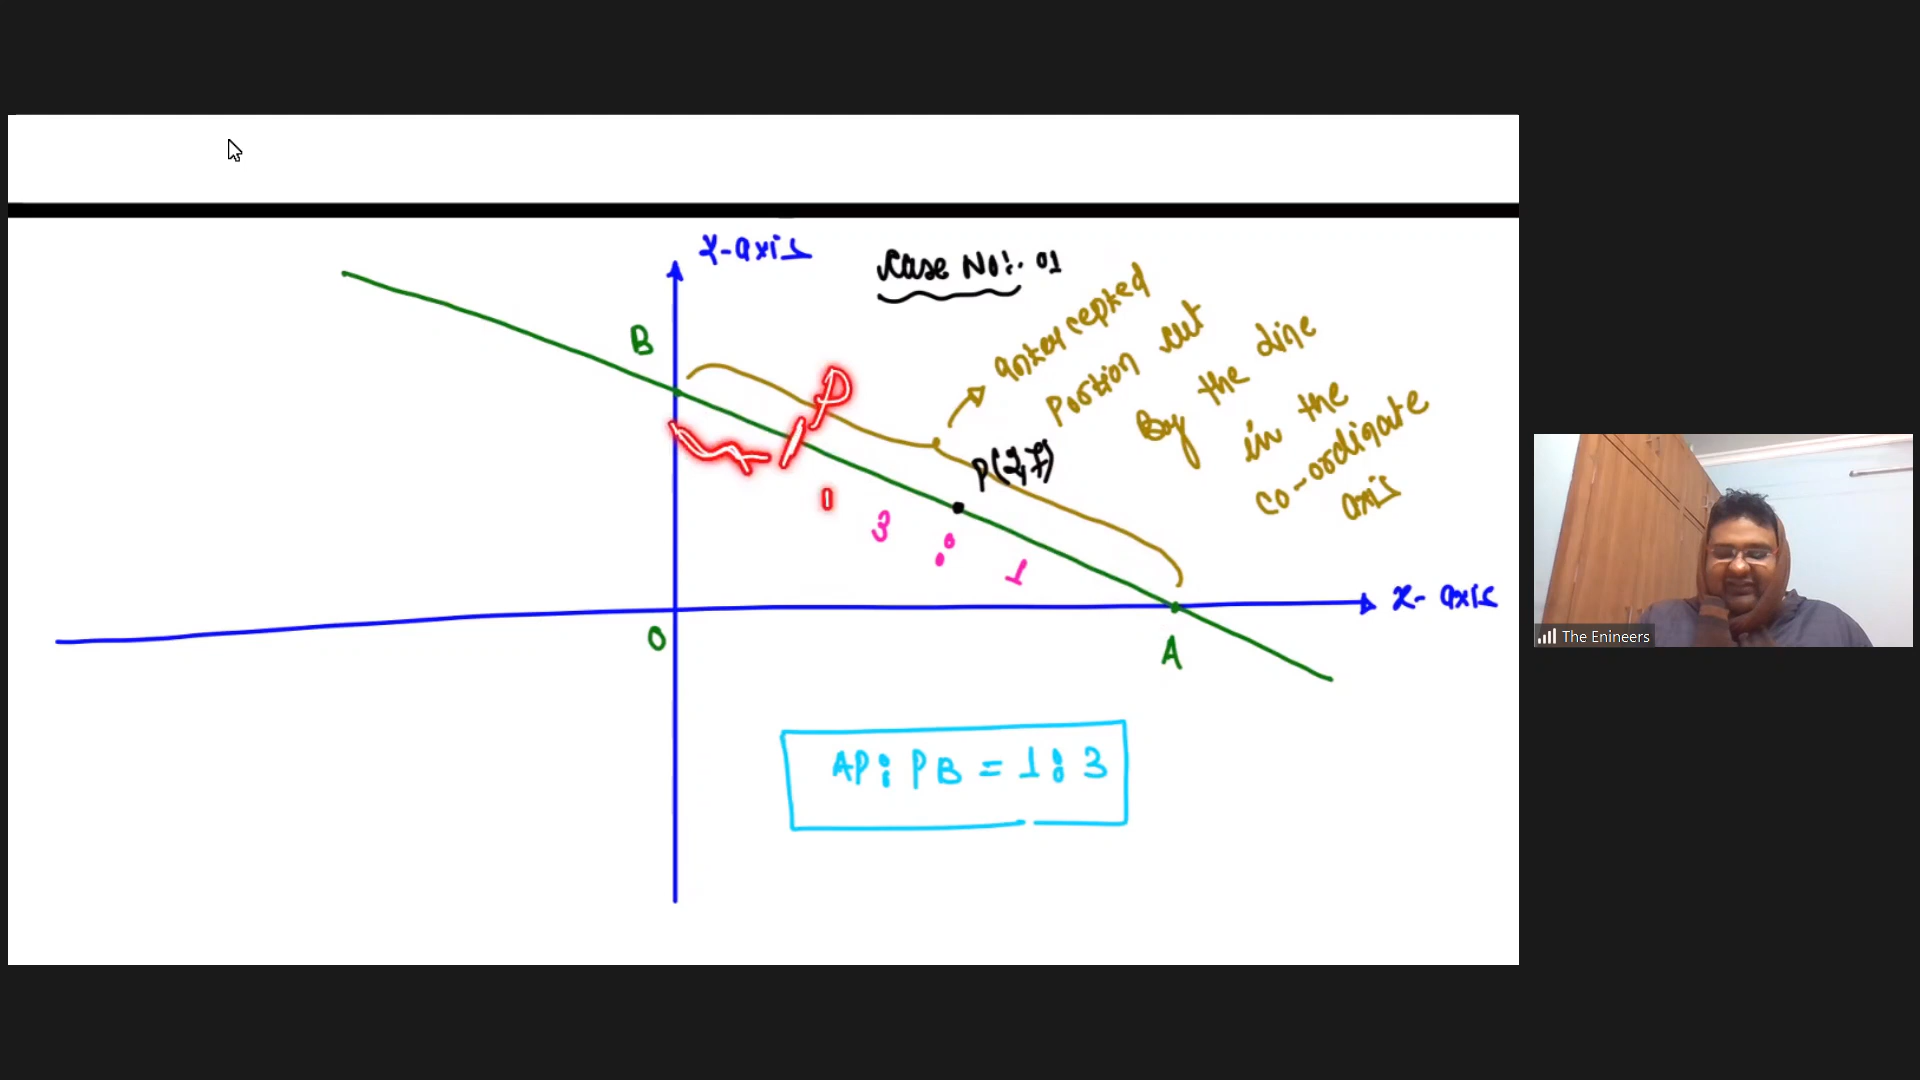 Y-axis
Case No:- 01
intercepted
Portion cut
By the line
in the
co-ordinate
axis
B
P
P(2,7)
3 : 1
X-axis
O
A
AP : PB = 1 : 3
The Enineers